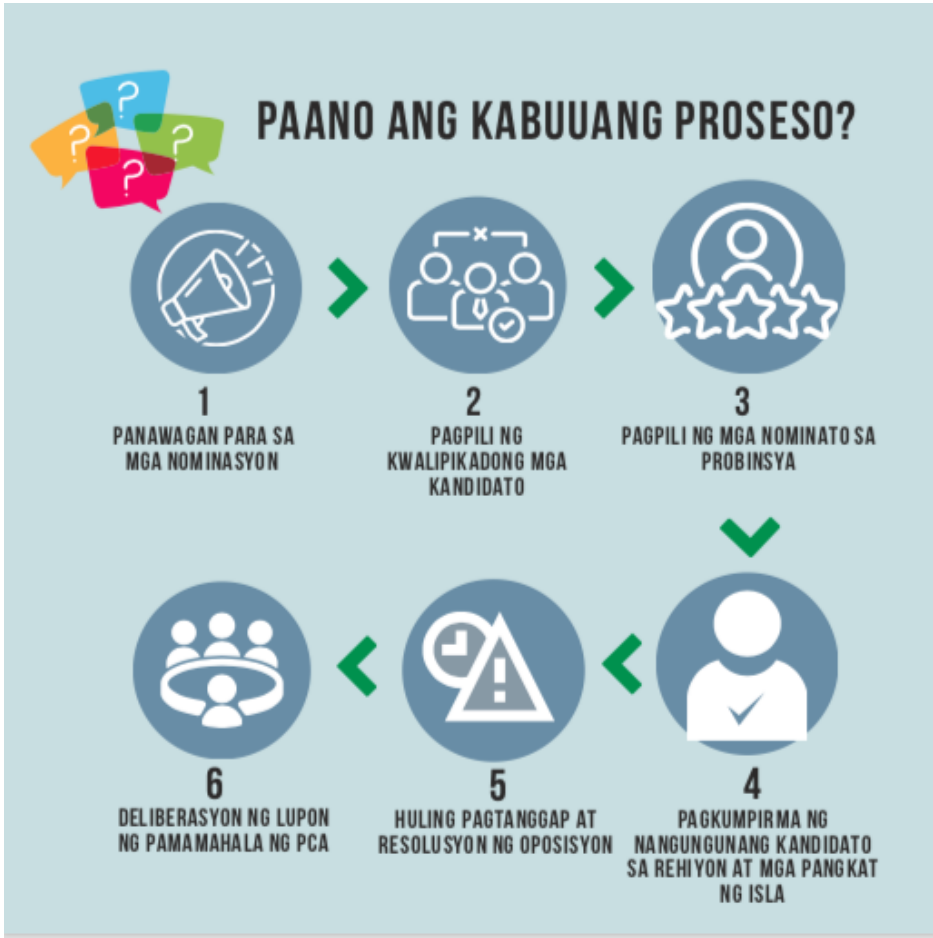 ? ? ? ?
PAANO ANG KABUUANG PROSESO?
1
PANAWAGAN PARA SA
MGA NOMINASYON
2
PAGPILI NG
KWALIPIKADONG MGA
KANDIDATO
3
PAGPILI NG MGA NOMINATO SA
PROBINSYA
4
PAGKUMPIRMA NG
NANGUNGUNANG KANDIDATO
SA REHIYON AT MGA PANGKAT
NG ISLA
5
HULING PAGTANGGAP AT
RESOLUSYON NG OPOSISYON
6
DELIBERASYON NG LUPON
NG PAMAMAHALA NG PCA